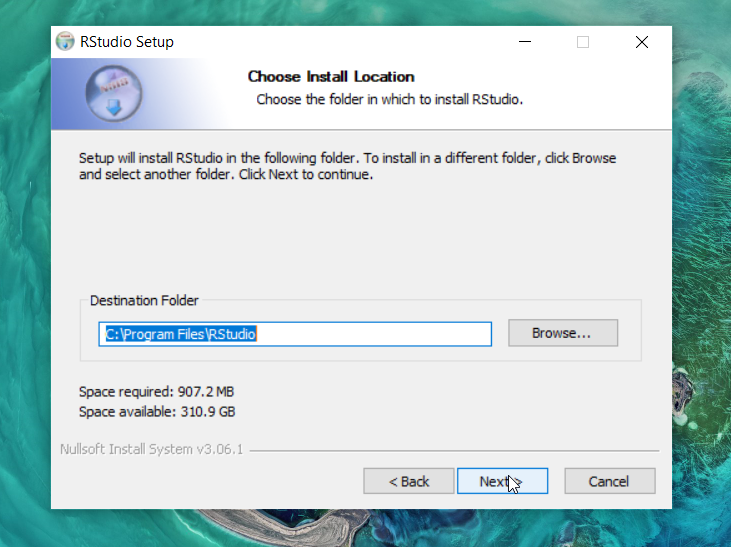 RStudio Setup
Choose Install Location
Choose the folder in which to install RStudio.
Setup will install RStudio in the following folder. To install in a different folder, click Browse
and select another folder. Click Next to continue.
Destination Folder
C:\Program Files\RStudio
Browse...
Space required: 907.2 MB
Space available: 310.9 GB
Nullsoft Install System v3.06.1
< Back
Next >
Cancel